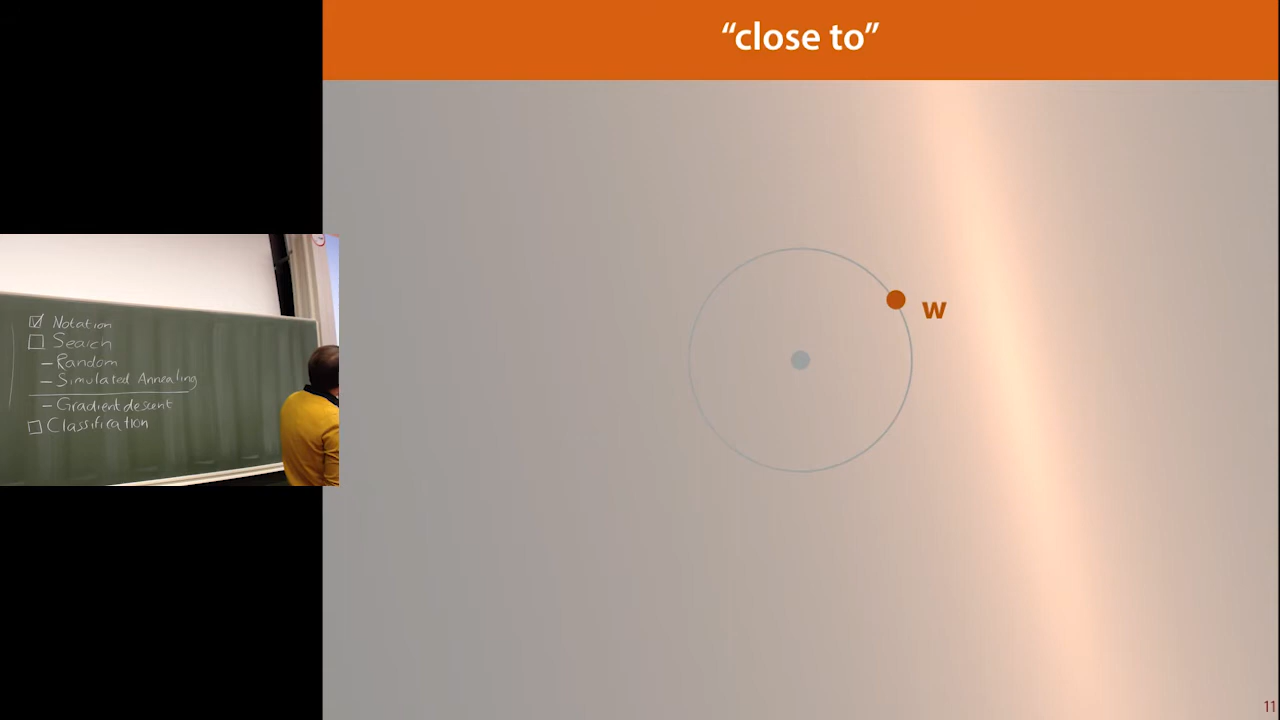 “close to”
w
☑ Notation
☐ Search
– Random
– Simulated Annealing
– Gradient descent
☐ Classification
11